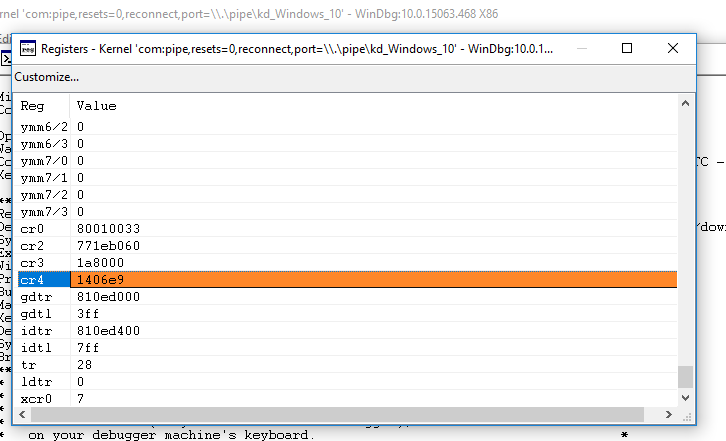 rnel 'com:pipe,resets=0,reconnect,port=\\.\pipe\kd_Windows_10' - WinDbg:10.0.15063.468 X86
Registers - Kernel 'com:pipe,resets=0,reconnect,port=\\.\pipe\kd_Windows_10' - WinDbg:10.0.1...
Customize...
Reg Value
ymm6/2 0
ymm6/3 0
ymm7/0 0
ymm7/1 0
ymm7/2 0
ymm7/3 0
cr0 80010033
cr2 771eb060
cr3 1a8000
cr4 1406e9
gdtr 810ed000
gdtl 3ff
idtr 810ed400
idtl 7ff
tr 28
ldtr 0
xcr0 7
* on your debugger machine's keyboard. *